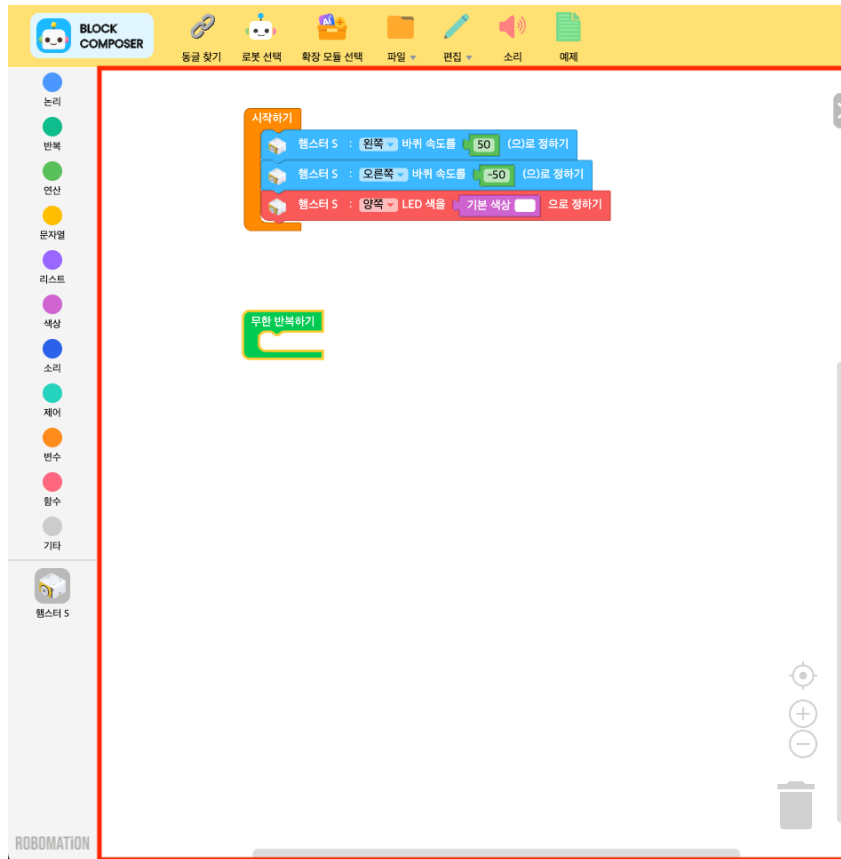 BLOCK
COMPOSER
동글 찾기
로봇 선택
확장 모듈 선택
파일
편집
소리
예제
논리
반복
연산
문자열
리스트
색상
소리
제어
변수
함수
기타
햄스터 S
ROBOMATION
시작하기
햄스터 S : 왼쪽 바퀴 속도를 50 (으)로 정하기
햄스터 S : 오른쪽 바퀴 속도를 -50 (으)로 정하기
햄스터 S : 양쪽 LED 색을 기본 색상 으로 정하기
무한 반복하기